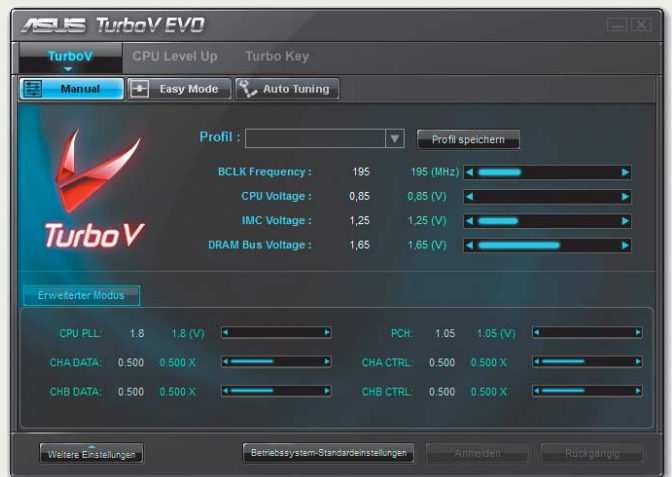 ASUS TurboV EVO
TurboV CPU Level Up Turbo Key
Manual Easy Mode Auto Tuning
Profil : Profil speichern
BCLK Frequency : 195 195 (MHz)
CPU Voltage : 0,85 0,85 (V)
IMC Voltage : 1,25 1,25 (V)
DRAM Bus Voltage : 1,65 1,65 (V)
TurboV
Erweiterter Modus
CPU PLL: 1.8 1.8 (V) PCH: 1.05 1.05 (V)
CHA DATA: 0.500 0.500 X CHA CTRL: 0.500 0.500 X
CHB DATA: 0.500 0.500 X CHB CTRL: 0.500 0.500 X
Weitere Einstellungen Betriebssystem-Standardeinstellungen Anmelden Rückgängig